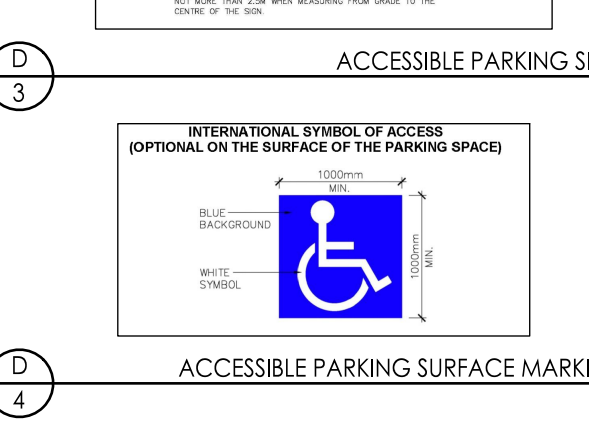 NOT MORE THAN 2.5M WHEN MEASURING FROM GRADE TO THE
CENTRE OF THE SIGN.
D
3
ACCESSIBLE PARKING SI
INTERNATIONAL SYMBOL OF ACCESS
(OPTIONAL ON THE SURFACE OF THE PARKING SPACE)
1000mm
MIN.
BLUE
BACKGROUND
WHITE
SYMBOL
1000mm
MIN.
D
4
ACCESSIBLE PARKING SURFACE MARKI